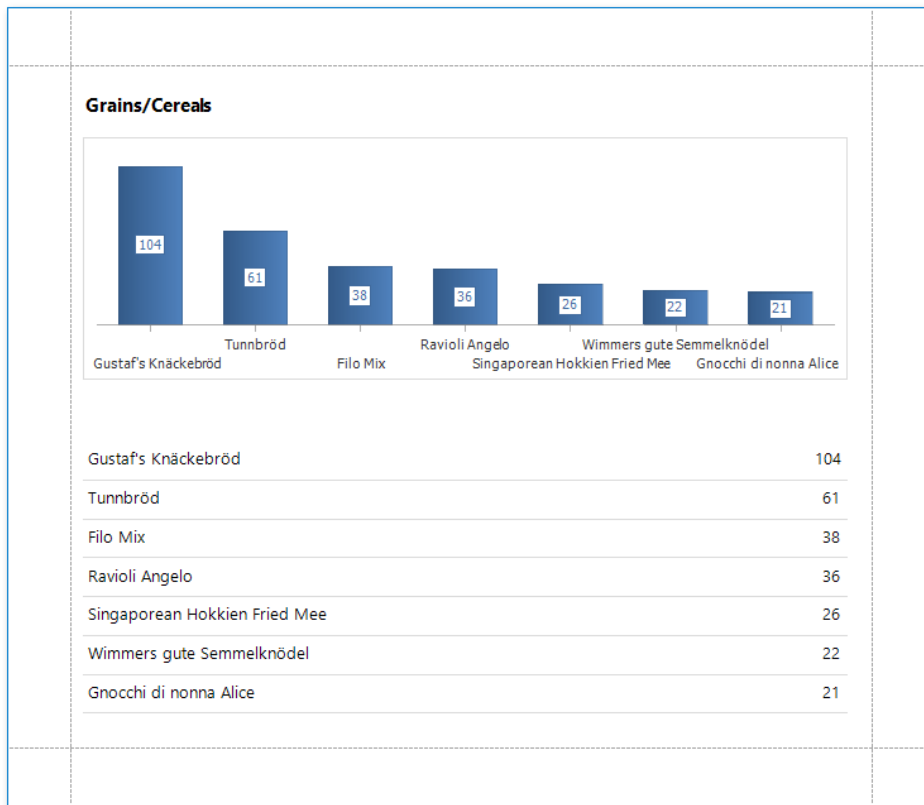 Grains/Cereals
104
61
38
36
26
22
21
Tunnbröd Ravioli Angelo Wimmers gute Semmelknödel
Gustaf's Knäckebröd Filo Mix Singaporean Hokkien Fried Mee Gnocchi di nonna Alice
Gustaf's Knäckebröd 104
Tunnbröd 61
Filo Mix 38
Ravioli Angelo 36
Singaporean Hokkien Fried Mee 26
Wimmers gute Semmelknödel 22
Gnocchi di nonna Alice 21